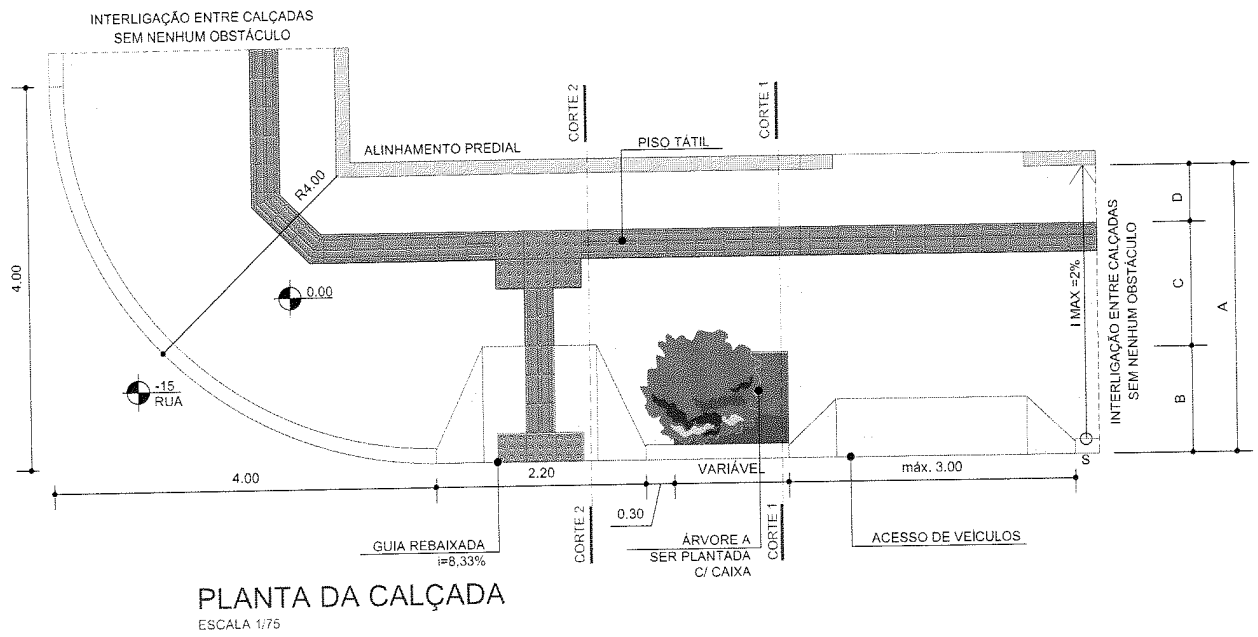 INTERLIGAÇÃO ENTRE CALÇADAS
SEM NENHUM OBSTÁCULO
CORTE 2
CORTE 1
ALINHAMENTO PREDIAL
PISO TÁTIL
R4.00
4.00
0.00
-15
RUA
I MAX =2%
INTERLIGAÇÃO ENTRE CALÇADAS
SEM NENHUM OBSTÁCULO
D
C
B
A
S
4.00
2.20
VARIÁVEL
máx. 3.00
0.30
GUIA REBAIXADA
i=8,33%
CORTE 2
ÁRVORE A
SER PLANTADA
C/ CAIXA
CORTE 1
ACESSO DE VEÍCULOS
PLANTA DA CALÇADA
ESCALA 1/75